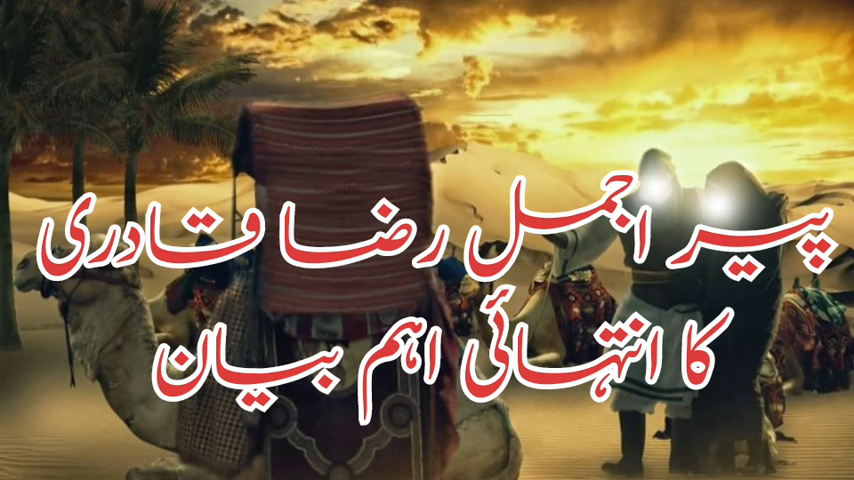 پیر اجمل رضا قادری
کا انتہائی اہم بیان